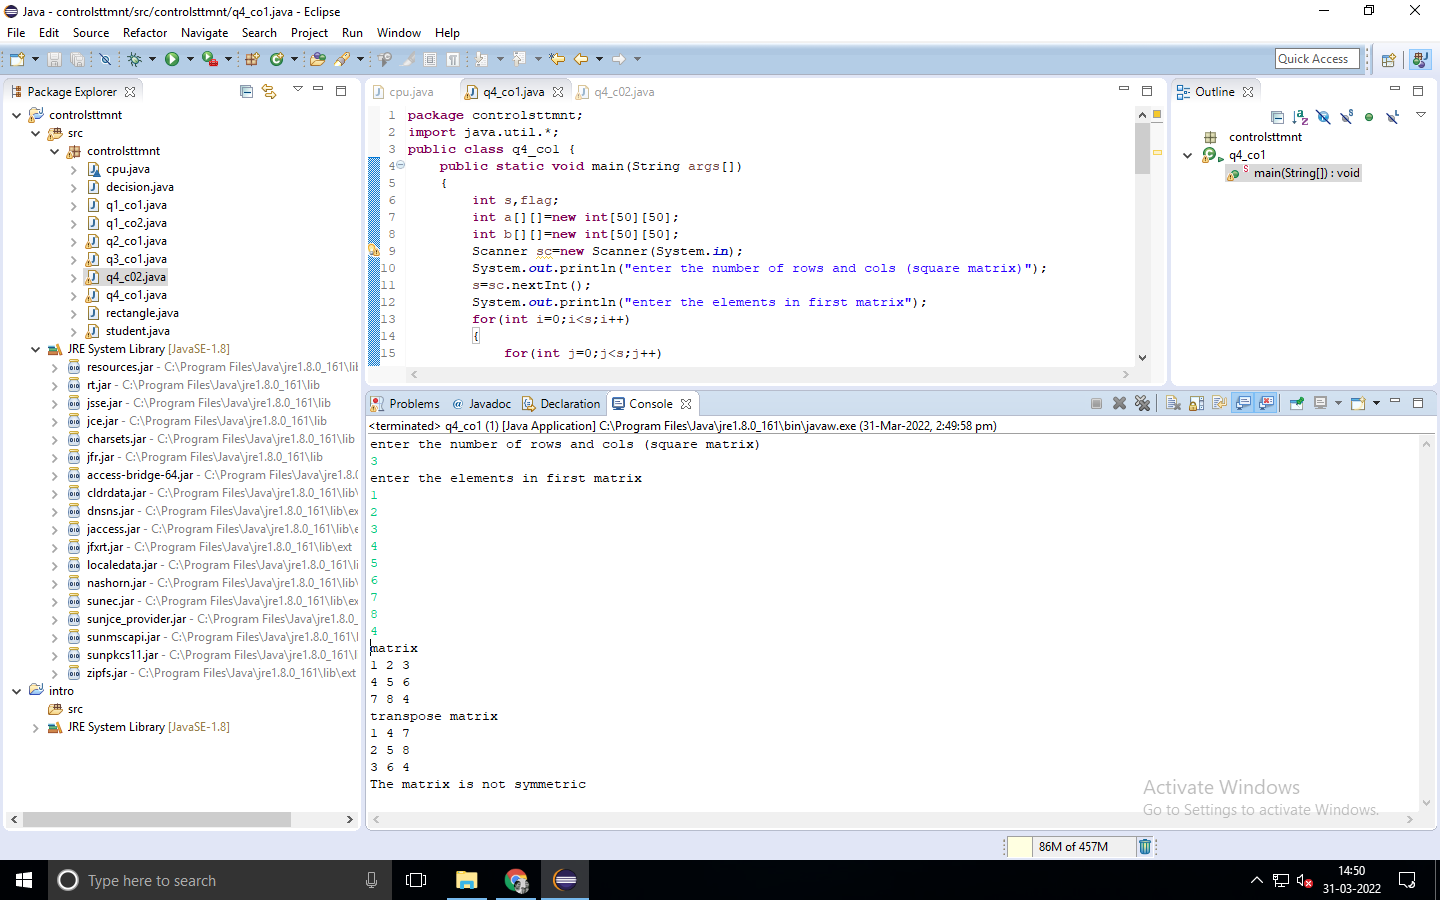 Java - controlsttmnt/src/controlsttmnt/q4_co1.java - Eclipse
File Edit Source Refactor Navigate Search Project Run Window Help
Quick Access
Package Explorer
controlsttmnt
src
controlsttmnt
cpu.java
decision.java
q1_co1.java
q1_co2.java
q2_co1.java
q3_co1.java
q4_c02.java
q4_co1.java
rectangle.java
student.java
JRE System Library [JavaSE-1.8]
resources.jar - C:\Program Files\Java\jre1.8.0_161\lib
rt.jar - C:\Program Files\Java\jre1.8.0_161\lib
jsse.jar - C:\Program Files\Java\jre1.8.0_161\lib
jce.jar - C:\Program Files\Java\jre1.8.0_161\lib
charsets.jar - C:\Program Files\Java\jre1.8.0_161\lib
jfr.jar - C:\Program Files\Java\jre1.8.0_161\lib
access-bridge-64.jar - C:\Program Files\Java\jre1.8.(
cldrdata.jar - C:\Program Files\Java\jre1.8.0_161\lib\
dnsns.jar - C:\Program Files\Java\jre1.8.0_161\lib\ex
jaccess.jar - C:\Program Files\Java\jre1.8.0_161\lib\e
jfxrt.jar - C:\Program Files\Java\jre1.8.0_161\lib\ext
localedata.jar - C:\Program Files\Java\jre1.8.0_161\li
nashorn.jar - C:\Program Files\Java\jre1.8.0_161\lib\
sunec.jar - C:\Program Files\Java\jre1.8.0_161\lib\ex
sunjce_provider.jar - C:\Program Files\Java\jre1.8.0_
sunmscapi.jar - C:\Program Files\Java\jre1.8.0_161\l
sunpkcs11.jar - C:\Program Files\Java\jre1.8.0_161\l
zipfs.jar - C:\Program Files\Java\jre1.8.0_161\lib\ext
intro
src
JRE System Library [JavaSE-1.8]
cpu.java q4_co1.java q4_c02.java
1 package controlsttmnt;
2 import java.util.*;
3 public class q4_co1 {
4 public static void main(String args[])
5 {
6 int s,flag;
7 int a[][]=new int[50][50];
8 int b[][]=new int[50][50];
9 Scanner sc=new Scanner(System.in);
10 System.out.println("enter the number of rows and cols (square matrix)");
11 s=sc.nextInt();
12 System.out.println("enter the elements in first matrix");
13 for(int i=0;i<s;i++)
14 {
15 for(int j=0;j<s;j++)
Outline
controlsttmnt
q4_co1
main(String[]) : void
Problems @ Javadoc Declaration Console
<terminated> q4_co1 (1) [Java Application] C:\Program Files\Java\jre1.8.0_161\bin\javaw.exe (31-Mar-2022, 2:49:58 pm)
enter the number of rows and cols (square matrix)
3
enter the elements in first matrix
1
2
3
4
5
6
7
8
4
matrix
1 2 3
4 5 6
7 8 4
transpose matrix
1 4 7
2 5 8
3 6 4
The matrix is not symmetric
Activate Windows
Go to Settings to activate Windows.
86M of 457M
Type here to search
14:50
31-03-2022